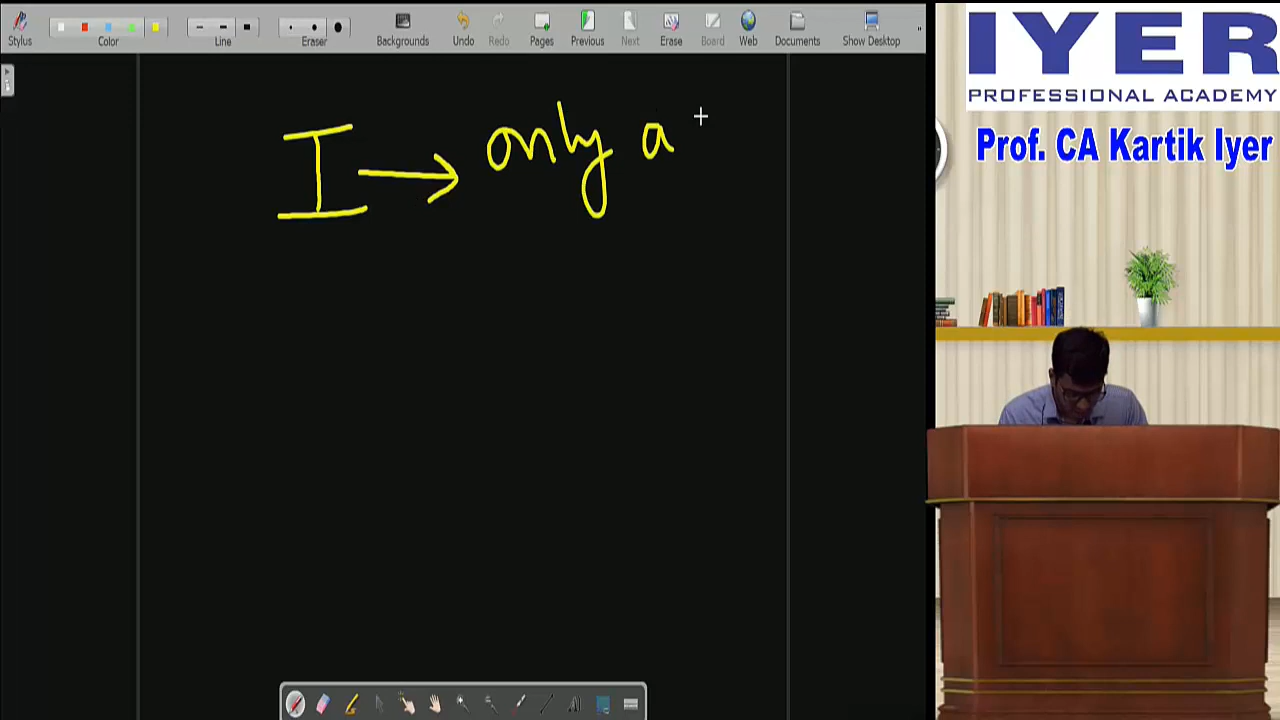 Stylus Color Line Eraser Backgrounds Undo Redo Pages Previous Next Erase Board Web Documents Show Desktop
I → only a
IYER
PROFESSIONAL ACADEMY
Prof. CA Kartik Iyer